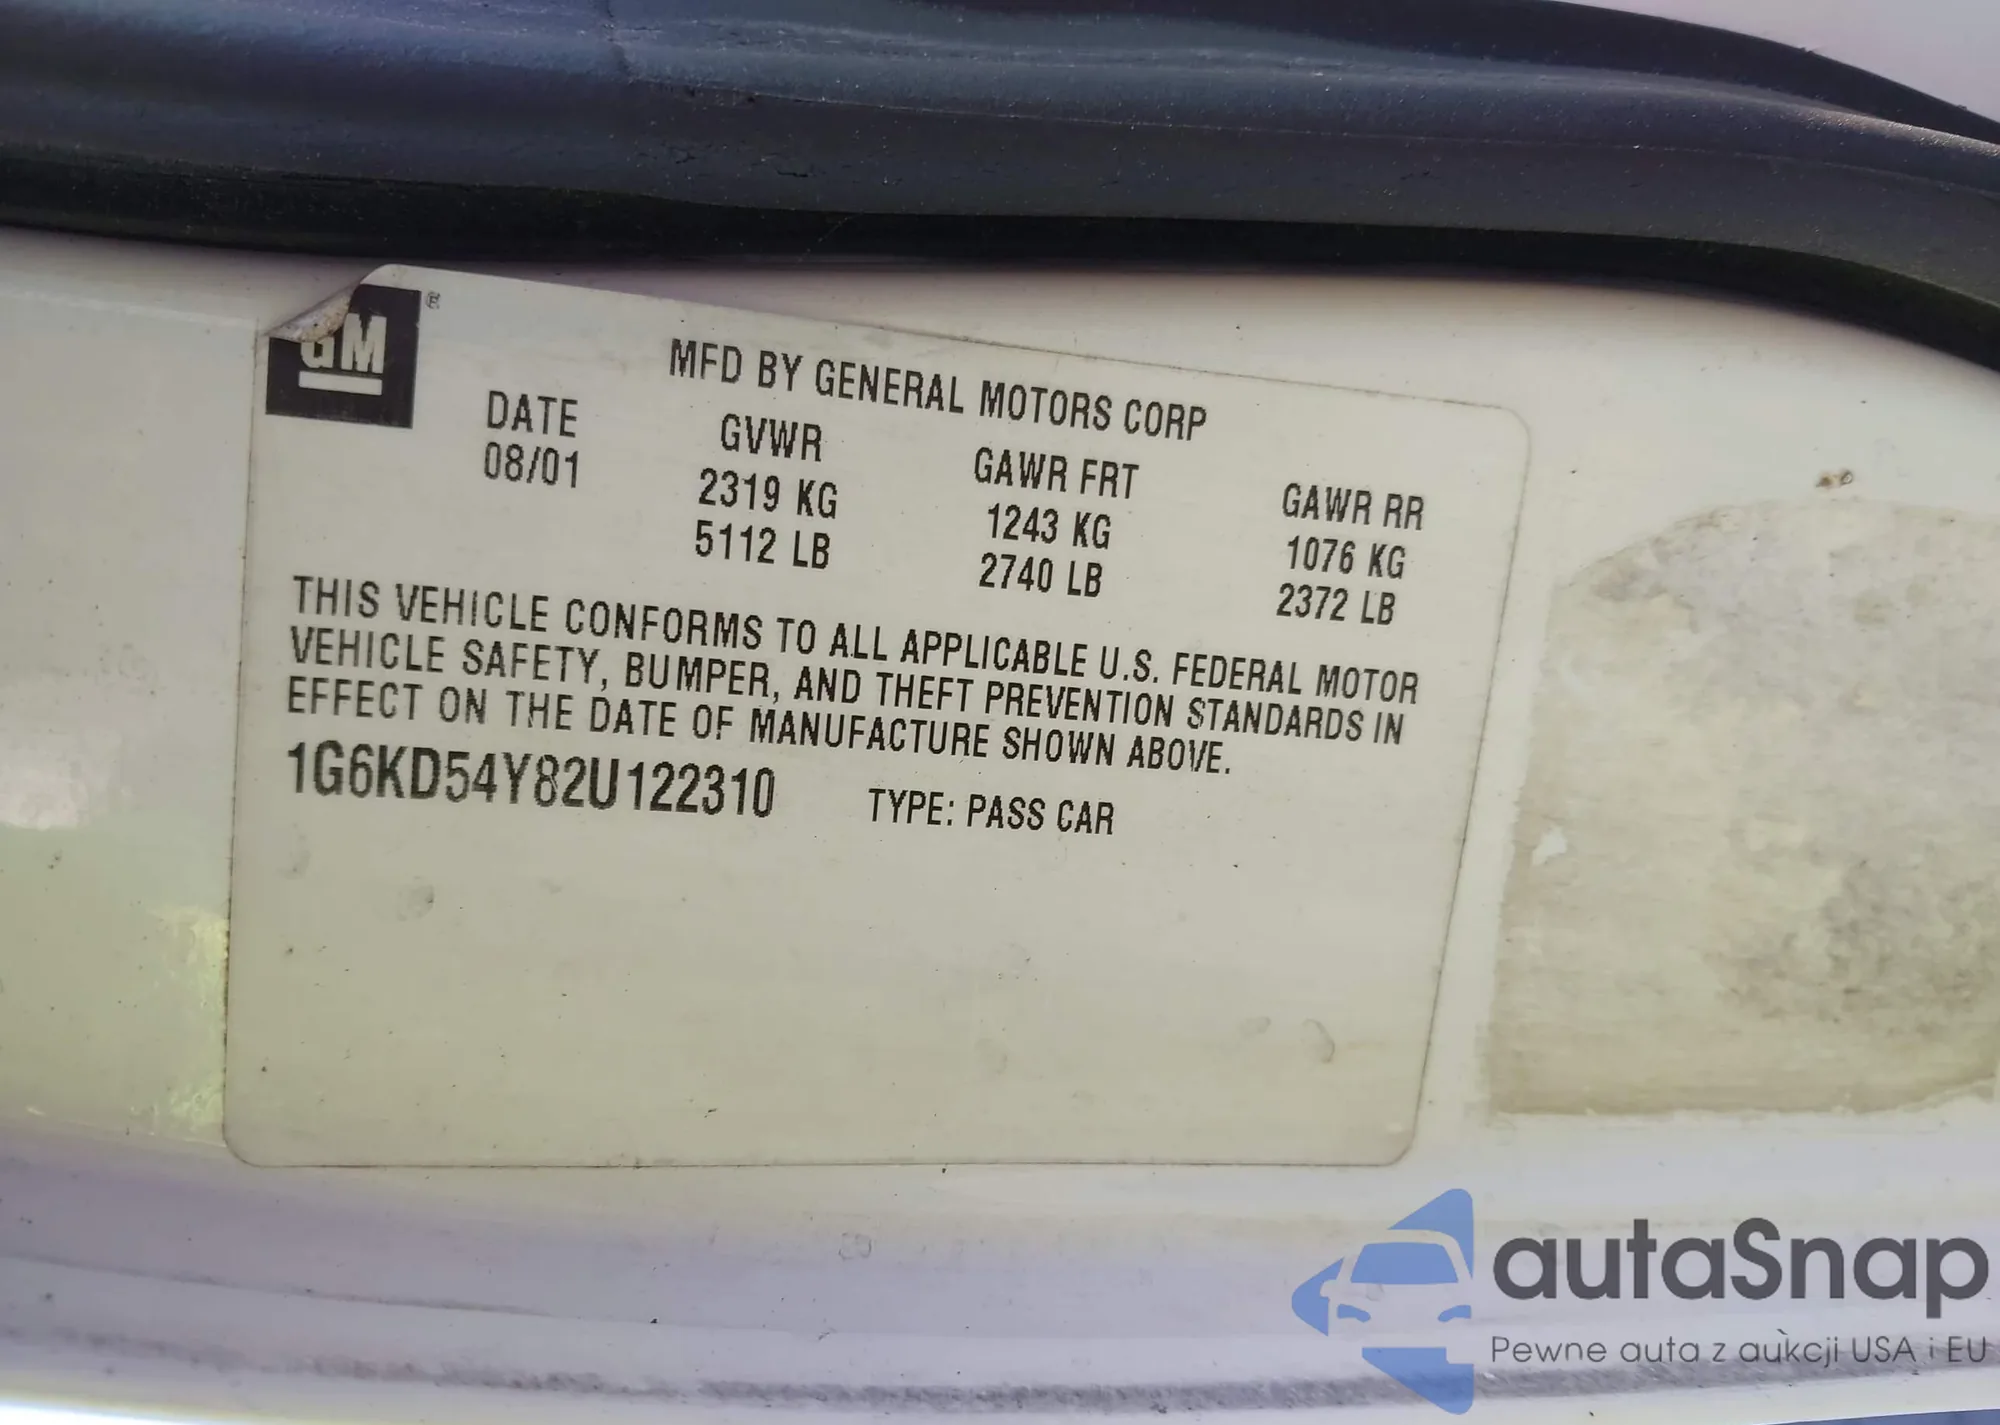 GM ®
MFD BY GENERAL MOTORS CORP
DATE GVWR GAWR FRT GAWR RR
08/01 2319 KG 1243 KG 1076 KG
5112 LB 2740 LB 2372 LB
THIS VEHICLE CONFORMS TO ALL APPLICABLE U.S. FEDERAL MOTOR
VEHICLE SAFETY, BUMPER, AND THEFT PREVENTION STANDARDS IN
EFFECT ON THE DATE OF MANUFACTURE SHOWN ABOVE.
1G6KD54Y82U122310 TYPE: PASS CAR
autaSnap
Pewne auta z aukcji USA i EU